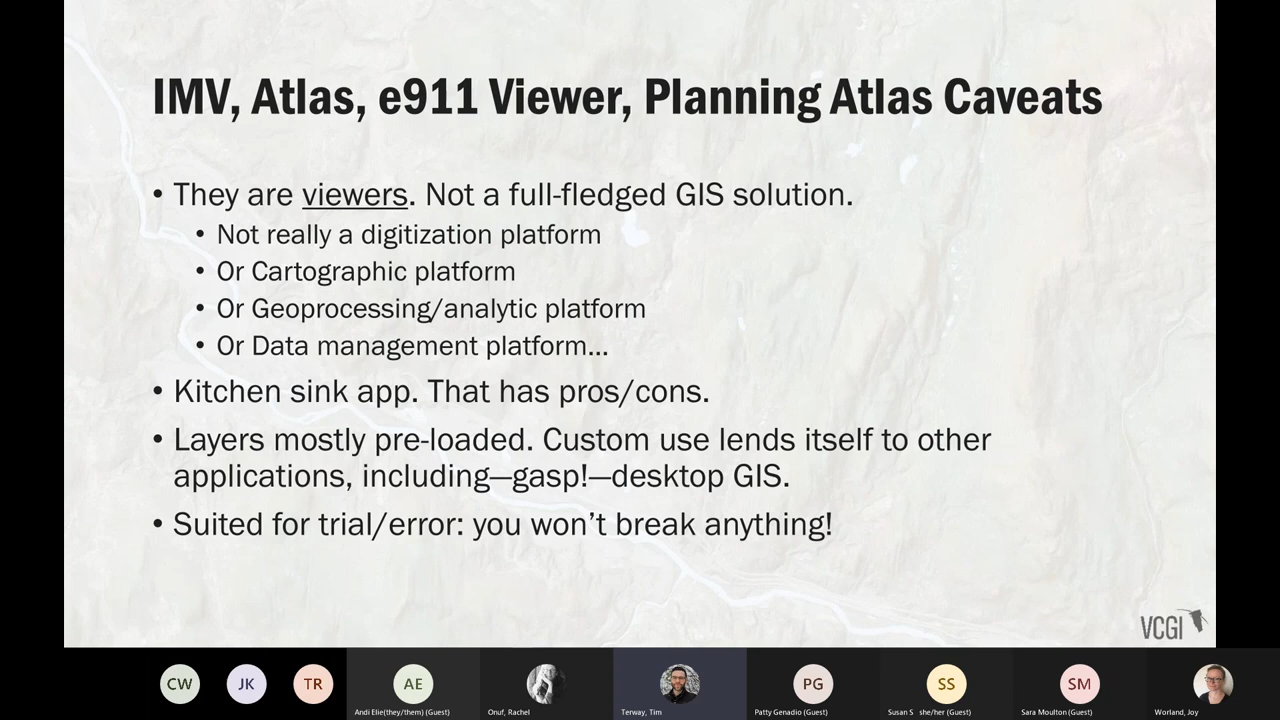 IMV, Atlas, e911 Viewer, Planning Atlas Caveats
• They are viewers. Not a full-fledged GIS solution.
• Not really a digitization platform
• Or Cartographic platform
• Or Geoprocessing/analytic platform
• Or Data management platform...
• Kitchen sink app. That has pros/cons.
• Layers mostly pre-loaded. Custom use lends itself to other
applications, including—gasp!—desktop GIS.
• Suited for trial/error: you won't break anything!
VCGI
CW
JK
TR
AE
PG
SS
SM
Andi Elie(they/them) (Guest)
Onuf, Rachel
Terway, Tim
Patty Genadio (Guest)
Susan S she/her (Guest)
Sara Moulton (Guest)
Worland, Joy